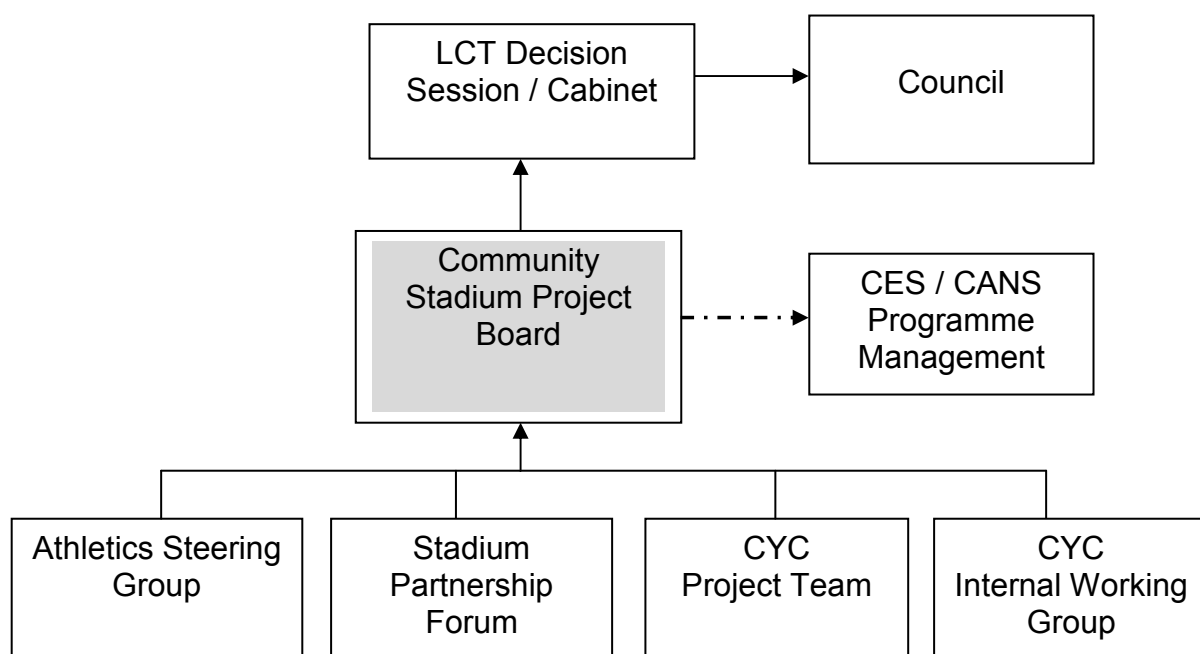 LCT Decision
Session / Cabinet
Council
Community
Stadium Project
Board
CES / CANS
Programme
Management
Athletics Steering
Group
Stadium
Partnership
Forum
CYC
Project Team
CYC
Internal Working
Group